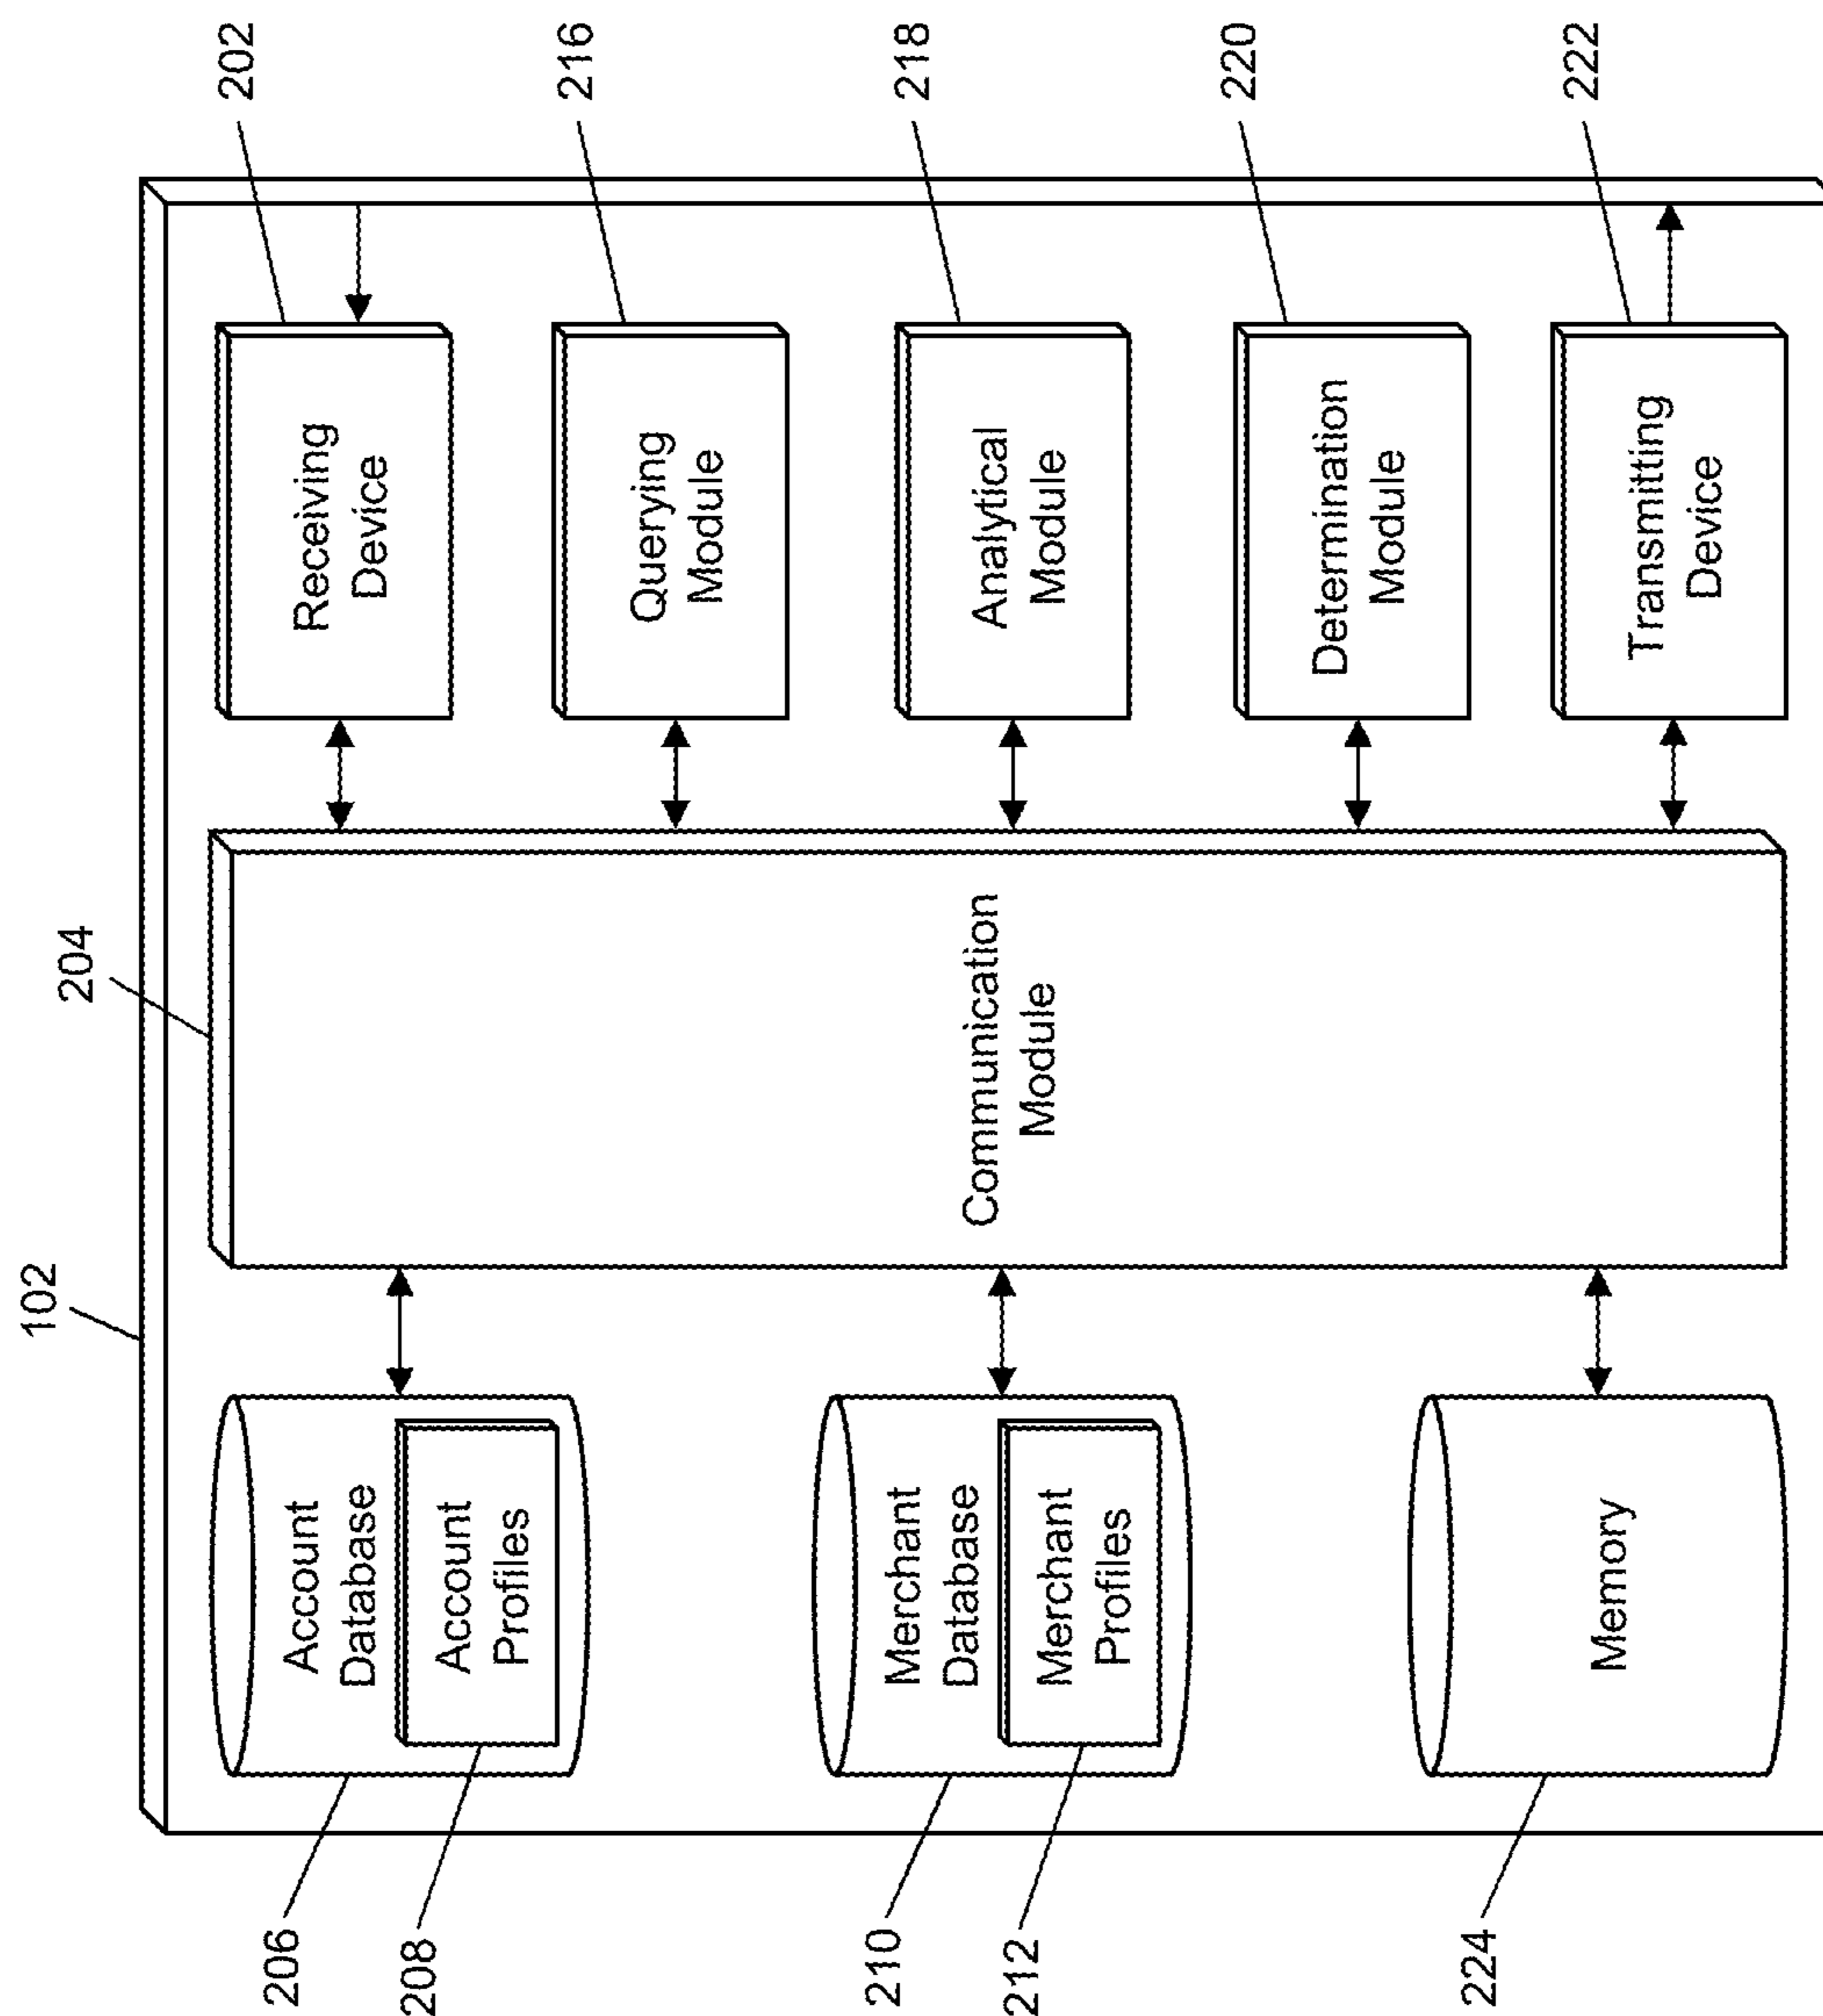 102
204
206
Account
Database
Account
Profiles
208
210
Merchant
Database
Merchant
Profiles
212
224
Memory
Communication
Module
Receiving
Device
202
Querying
Module
216
Analytical
Module
218
Determination
Module
220
Transmitting
Device
222